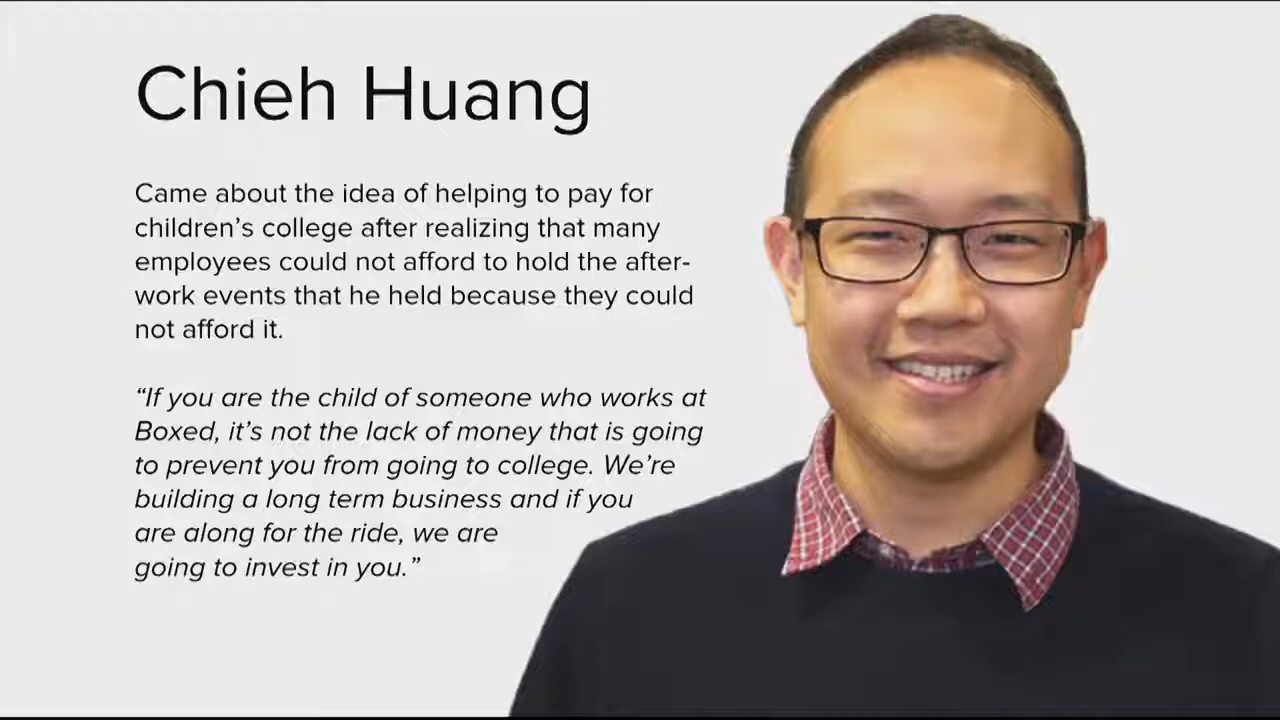 Chieh Huang
Came about the idea of helping to pay for
children’s college after realizing that many
employees could not afford to hold the after-
work events that he held because they could
not afford it.
“If you are the child of someone who works at
Boxed, it’s not the lack of money that is going
to prevent you from going to college. We’re
building a long term business and if you
are along for the ride, we are
going to invest in you.”